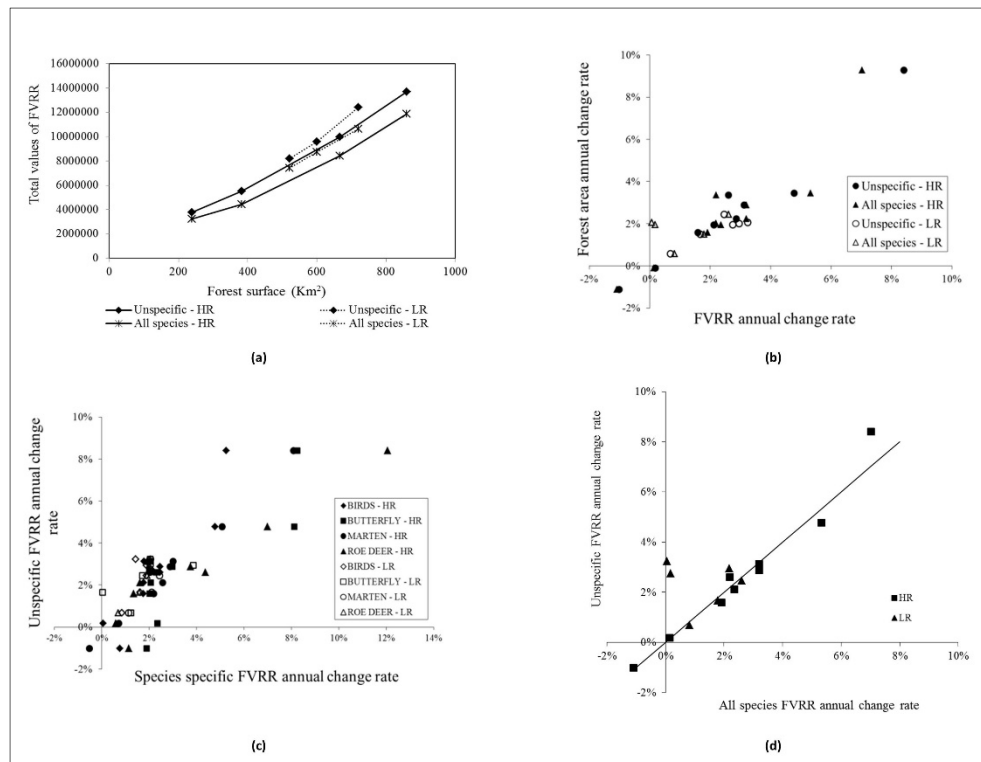 16000000
14000000
12000000
10000000
8000000
6000000
4000000
2000000
0
Total values of FVRR
0 200 400 600 800 1000
Forest surface (Km²)
Unspecific - HR Unspecific - LR
All species - HR All species - LR
(a)
10%
8%
6%
4%
2%
0%
-2%
Forest area annual change rate
-2% 0% 2% 4% 6% 8% 10%
Unspecific - HR
All species - HR
Unspecific - LR
All species - LR
FVRR annual change rate
(b)
10%
8%
6%
4%
2%
0%
-2%
Unspecific FVRR annual change
rate
-2% 0% 2% 4% 6% 8% 10% 12% 14%
BIRDS - HR
BUTTERFLY - HR
MARTEN - HR
ROE DEER - HR
BIRDS - LR
BUTTERFLY - LR
MARTEN - LR
ROE DEER - LR
Species specific FVRR annual change rate
(c)
10%
8%
6%
4%
2%
0%
-2%
Unspecific FVRR annual change rate
-2% 0% 2% 4% 6% 8% 10%
HR
LR
All species FVRR annual change rate
(d)